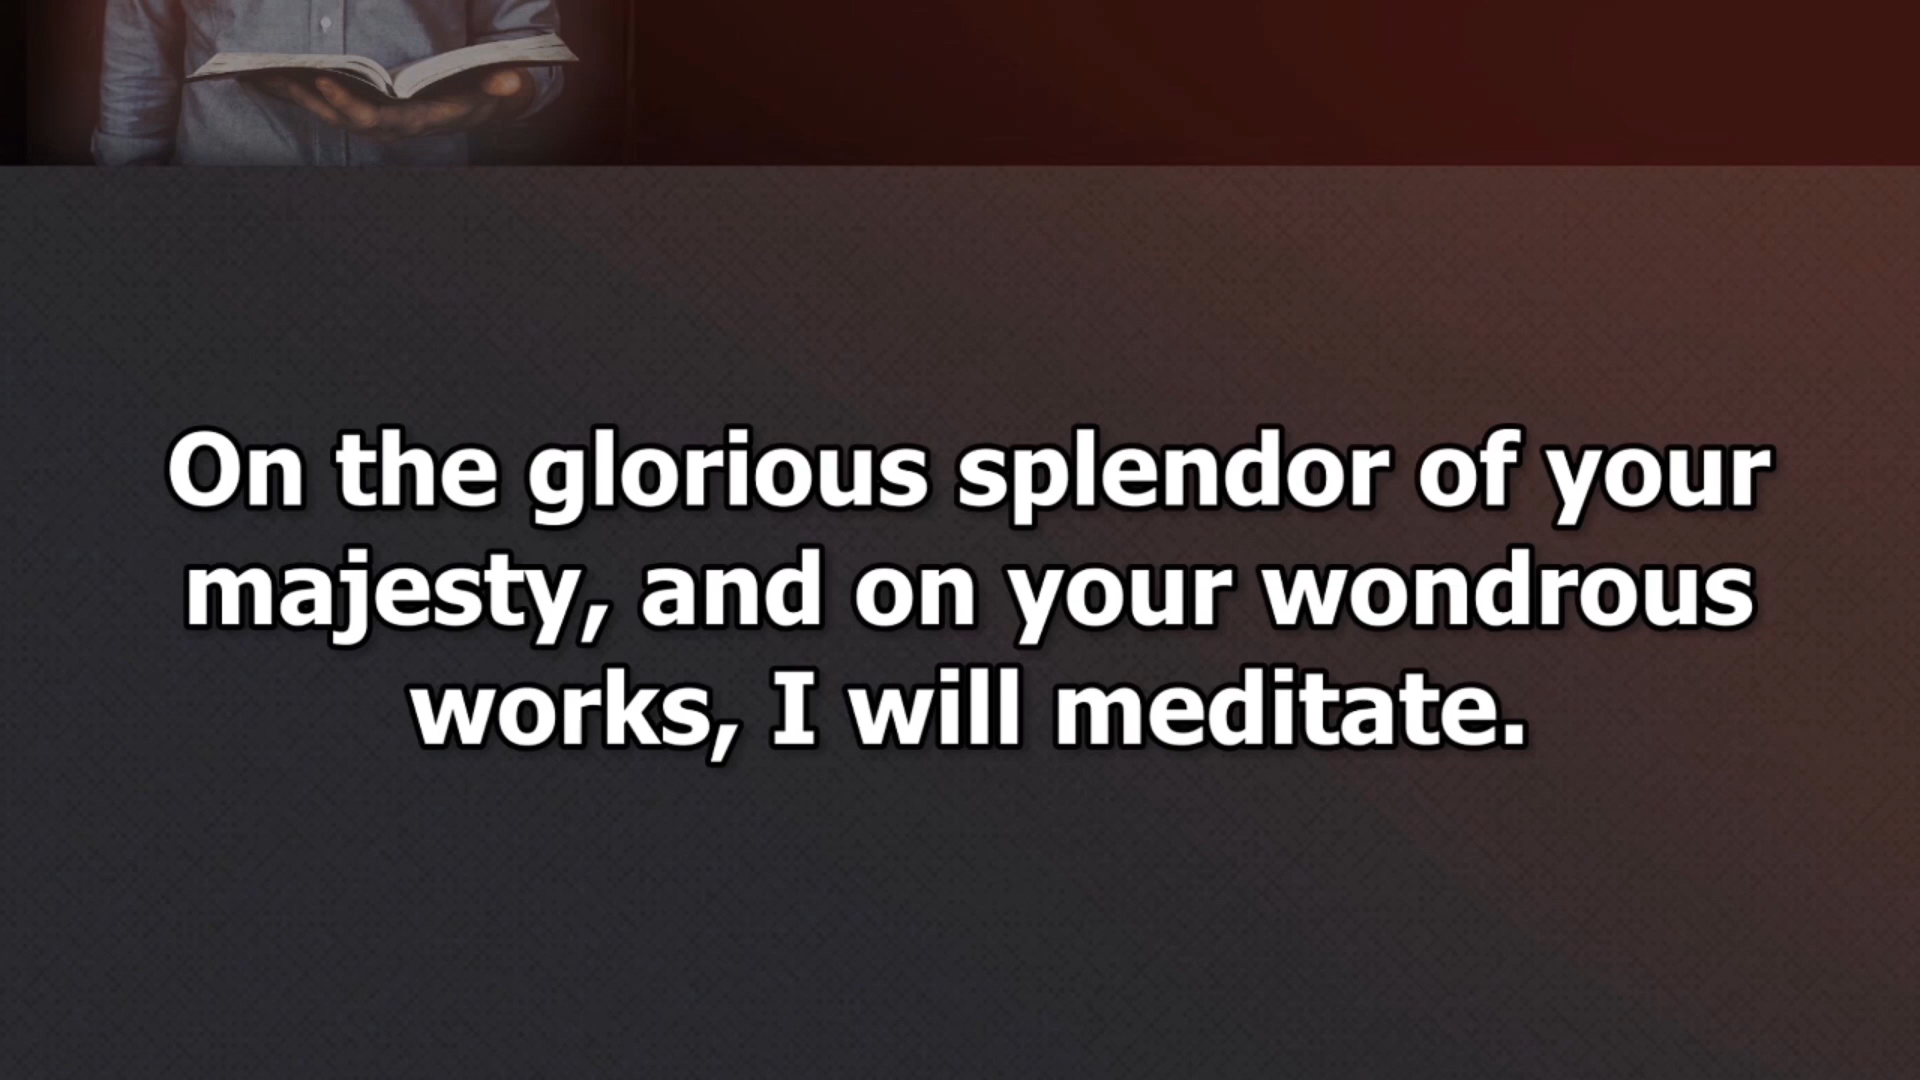 On the glorious splendor of your
majesty, and on your wondrous
works, I will meditate.